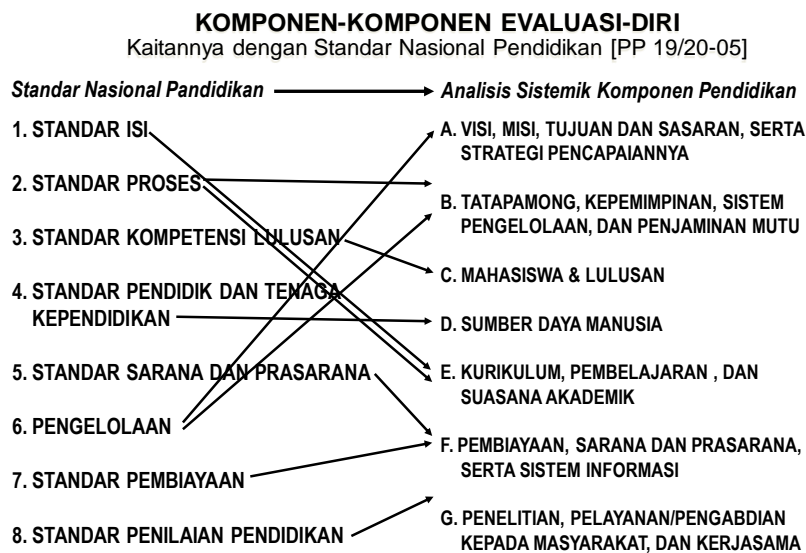 KOMPONEN-KOMPONEN EVALUASI-DIRI
Kaitannya dengan Standar Nasional Pendidikan [PP 19/20-05]
Standar Nasional Pandidikan
1. STANDAR ISI
2. STANDAR PROSES
3. STANDAR KOMPETENSI LULUSAN
4. STANDAR PENDIDIK DAN TENAGA
KEPENDIDIKAN
5. STANDAR SARANA DAN PRASARANA
6. PENGELOLAAN
7. STANDAR PEMBIAYAAN
8. STANDAR PENILAIAN PENDIDIKAN
Analisis Sistemik Komponen Pendidikan
A. VISI, MISI, TUJUAN DAN SASARAN, SERTA
STRATEGI PENCAPAIANNYA
B. TATAPAMONG, KEPEMIMPINAN, SISTEM
PENGELOLAAN, DAN PENJAMINAN MUTU
C. MAHASISWA & LULUSAN
D. SUMBER DAYA MANUSIA
E. KURIKULUM, PEMBELAJARAN , DAN
SUASANA AKADEMIK
F. PEMBIAYAAN, SARANA DAN PRASARANA,
SERTA SISTEM INFORMASI
G. PENELITIAN, PELAYANAN/PENGABDIAN
KEPADA MASYARAKAT, DAN KERJASAMA